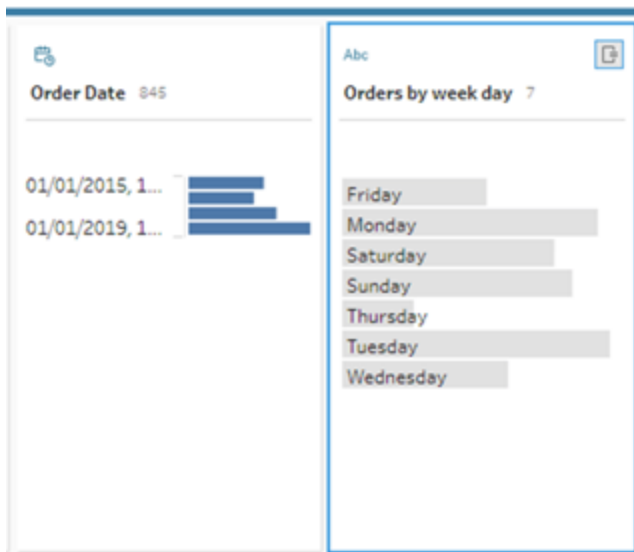 Order Date 845
01/01/2015, 1...
01/01/2019, 1...
Abc
Orders by week day 7
Friday
Monday
Saturday
Sunday
Thursday
Tuesday
Wednesday